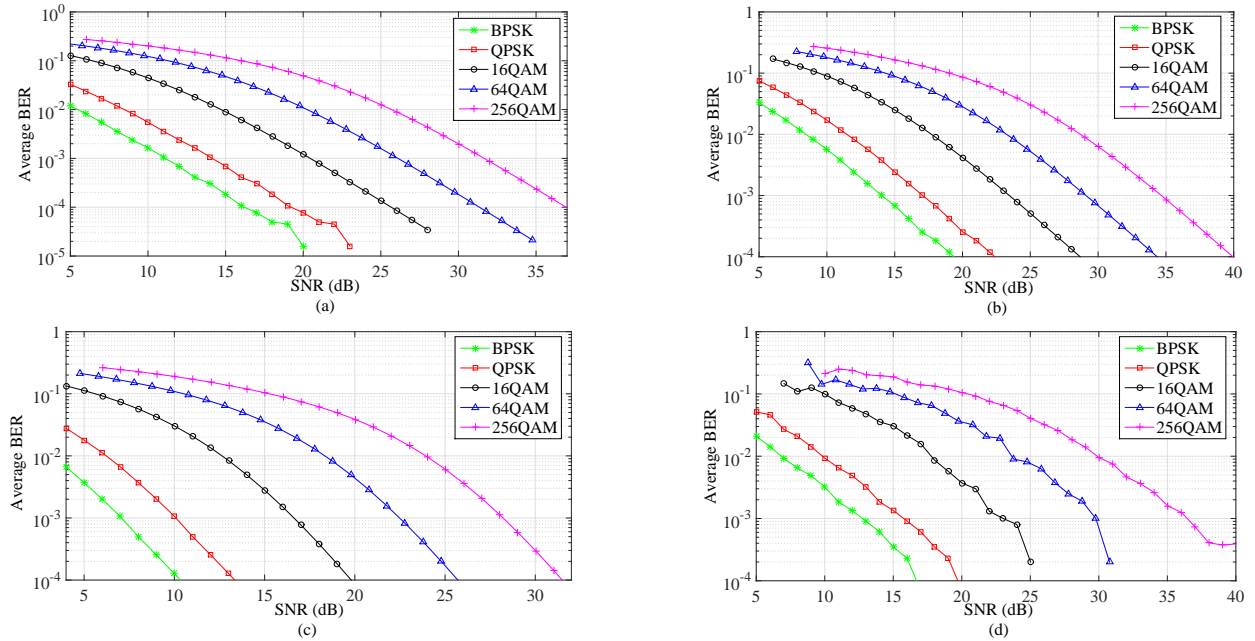 Average BER
10^0
10^-1
10^-2
10^-3
10^-4
10^-5
5 10 15 20 25 30 35
SNR (dB)
(a)
BPSK
QPSK
16QAM
64QAM
256QAM
Average BER
1
10^-1
10^-2
10^-3
10^-4
5 10 15 20 25 30 35 40
SNR (dB)
(b)
BPSK
QPSK
16QAM
64QAM
256QAM
Average BER
1
10^-1
10^-2
10^-3
10^-4
5 10 15 20 25 30
SNR (dB)
(c)
BPSK
QPSK
16QAM
64QAM
256QAM
Average BER
1
10^-1
10^-2
10^-3
10^-4
5 10 15 20 25 30 35 40
SNR (dB)
(d)
BPSK
QPSK
16QAM
64QAM
256QAM